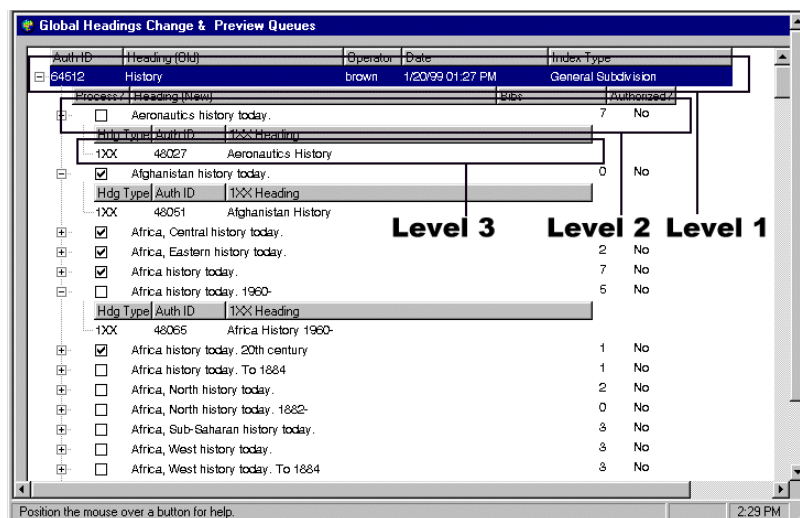 Global Headings Change & Preview Queues
Auth ID Heading (Old) Operator Date Index Type
64512 History brown 1/20/99 01:27 PM General Subdivision
Process? Heading (New) Bibs Authorized?
Aeronautics history today. 7 No
Hdg Type Auth ID 1XX Heading
1XX 48027 Aeronautics History
Afghanistan history today. 0 No
Hdg Type Auth ID 1XX Heading
1XX 48051 Afghanistan History
Level 3 Level 2 Level 1
Africa, Central history today.
Africa, Eastern history today. 2 No
Africa history today. 7 No
Africa history today. 1960- 5 No
Hdg Type Auth ID 1XX Heading
1XX 48065 Africa History 1960-
Africa history today. 20th century 1 No
Africa history today. To 1884 1 No
Africa, North history today. 2 No
Africa, North history today. 1882- 0 No
Africa, Sub-Saharan history today. 3 No
Africa, West history today. 3 No
Africa, West history today. To 1884 3 No
Position the mouse over a button for help. 2:29 PM